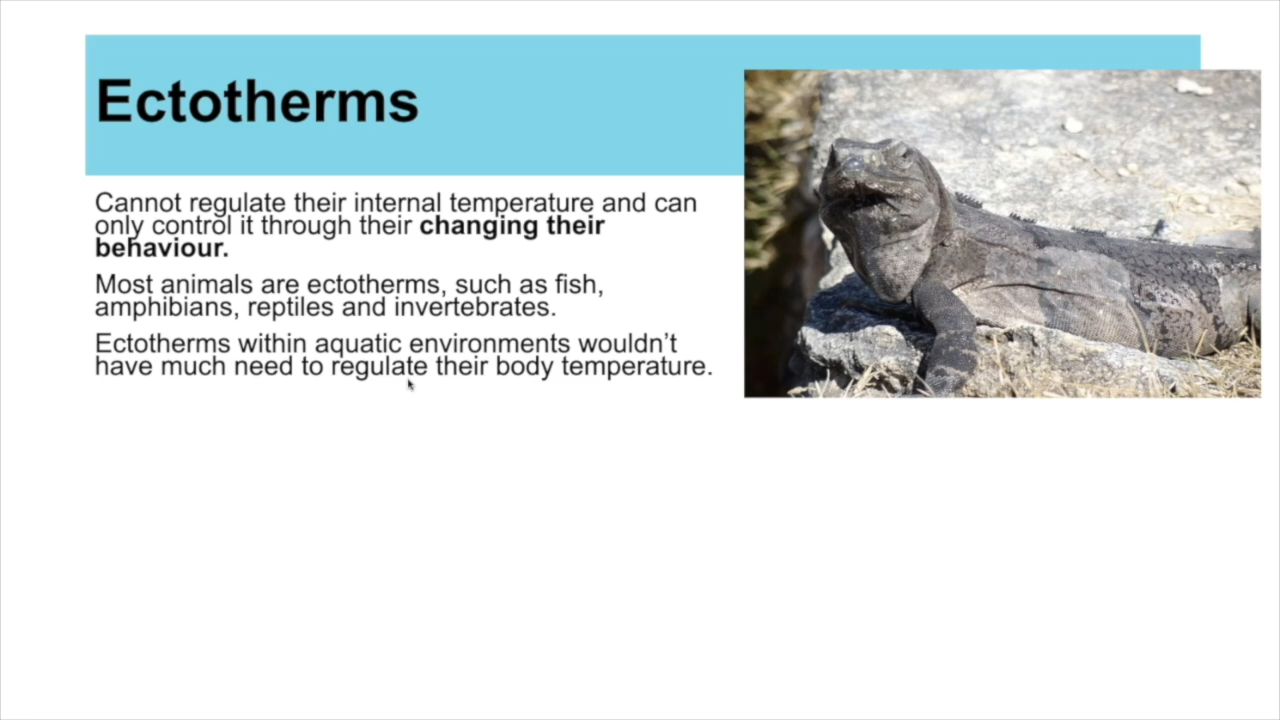 Ectotherms
Cannot regulate their internal temperature and can
only control it through their changing their
behaviour.
Most animals are ectotherms, such as fish,
amphibians, reptiles and invertebrates.
Ectotherms within aquatic environments wouldn’t
have much need to regulate their body temperature.